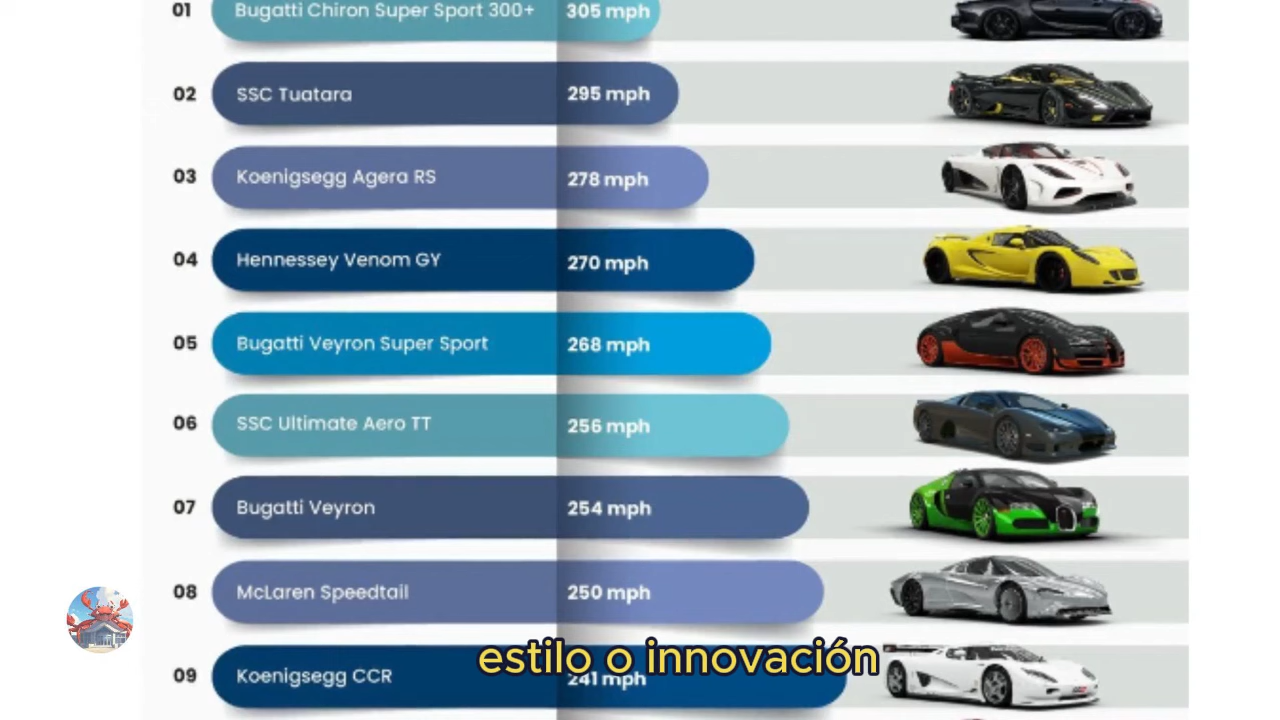 01 Bugatti Chiron Super Sport 300+ 305 mph
02 SSC Tuatara 295 mph
03 Koenigsegg Agera RS 278 mph
04 Hennessey Venom GY 270 mph
05 Bugatti Veyron Super Sport 268 mph
06 SSC Ultimate Aero TT 256 mph
07 Bugatti Veyron 254 mph
08 McLaren Speedtail 250 mph
estilo o innovación
09 Koenigsegg CCR 241 mph